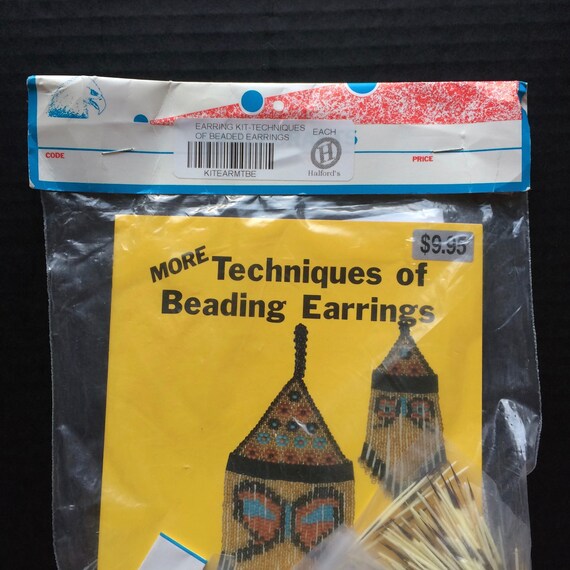 EARRING KIT-TECHNIQUES
OF BEADED EARRINGS
EACH
H
Halford's
KITEARMTBE
CODE
PRICE
$9.95
MORE Techniques of
Beading Earrings